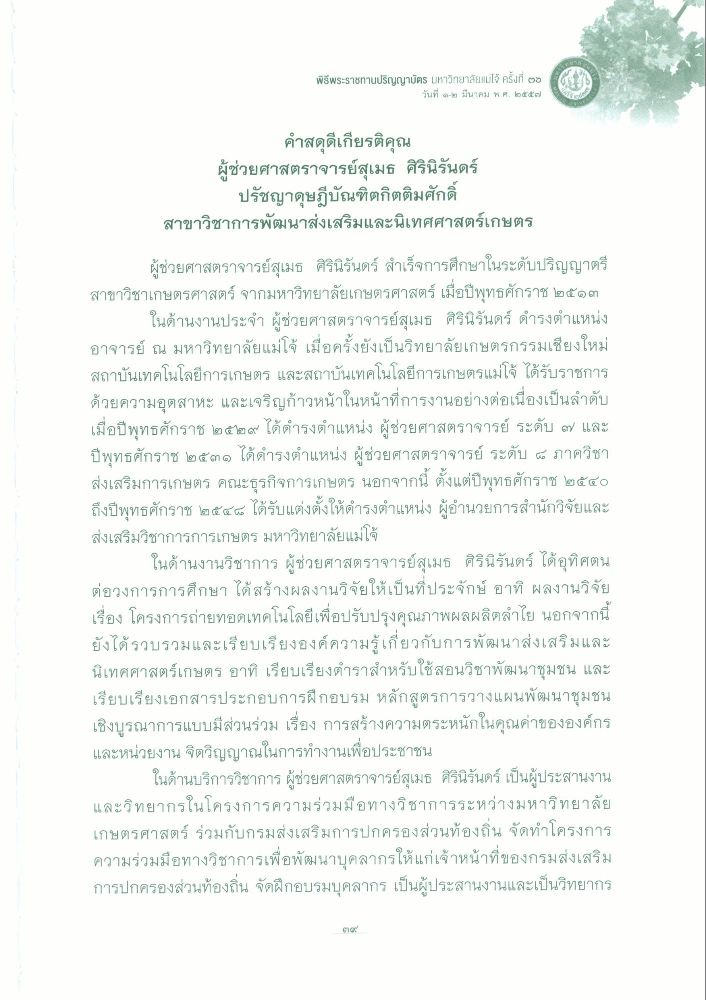 พิธีพระราชทานปริญญาบัตร มหาวิทยาลัยแม่โจ้ ครั้งที่ ๓๖
วันที่ ๑-๒ มีนาคม พ.ศ. ๒๕๕๗
คำสดุดีเกียรติคุณ
ผู้ช่วยศาสตราจารย์สุเมธ ศิรินิรันดร์
ปรัชญาดุษฎีบัณฑิตกิตติมศักดิ์
สาขาวิชาการพัฒนาส่งเสริมและนิเทศศาสตร์เกษตร
ผู้ช่วยศาสตราจารย์สุเมธ ศิรินิรันดร์ สำเร็จการศึกษาในระดับปริญญาตรี
สาขาวิชาเกษตรศาสตร์ จากมหาวิทยาลัยเกษตรศาสตร์ เมื่อปีพุทธศักราช ๒๕๑๓
ในด้านงานประจำ ผู้ช่วยศาสตราจารย์สุเมธ ศิรินิรันดร์ ดำรงตำแหน่ง
อาจารย์ ณ มหาวิทยาลัยแม่โจ้ เมื่อครั้งยังเป็นวิทยาลัยเกษตรกรรมเชียงใหม่
สถาบันเทคโนโลยีการเกษตร และสถาบันเทคโนโลยีการเกษตรแม่โจ้ ได้รับราชการ
ด้วยความอุตสาหะ และเจริญก้าวหน้าในหน้าที่การงานอย่างต่อเนื่องเป็นลำดับ
เมื่อปีพุทธศักราช ๒๕๒๙ ได้ดำรงตำแหน่ง ผู้ช่วยศาสตราจารย์ ระดับ ๗ และ
ปีพุทธศักราช ๒๕๓๑ ได้ดำรงตำแหน่ง ผู้ช่วยศาสตราจารย์ ระดับ ๘ ภาควิชา
ส่งเสริมการเกษตร คณะธุรกิจการเกษตร นอกจากนี้ ตั้งแต่ปีพุทธศักราช ๒๕๔๐
ถึงปีพุทธศักราช ๒๕๔๘ ได้รับแต่งตั้งให้ดำรงตำแหน่ง ผู้อำนวยการสำนักวิจัยและ
ส่งเสริมวิชาการการเกษตร มหาวิทยาลัยแม่โจ้
ในด้านงานวิชาการ ผู้ช่วยศาสตราจารย์สุเมธ ศิรินิรันดร์ ได้อุทิศตน
ต่อวงการการศึกษา ได้สร้างผลงานวิจัยให้เป็นที่ประจักษ์ อาทิ ผลงานวิจัย
เรื่อง โครงการถ่ายทอดเทคโนโลยีเพื่อปรับปรุงคุณภาพผลผลิตลำไย นอกจากนี้
ยังได้รวบรวมและเรียบเรียงองค์ความรู้เกี่ยวกับการพัฒนาส่งเสริมและ
นิเทศศาสตร์เกษตร อาทิ เรียบเรียงตำราสำหรับใช้สอนวิชาพัฒนาชุมชน และ
เรียบเรียงเอกสารประกอบการฝึกอบรม หลักสูตรการวางแผนพัฒนาชุมชน
เชิงบูรณาการแบบมีส่วนร่วม เรื่อง การสร้างความตระหนักในคุณค่าขององค์กร
และหน่วยงาน จิตวิญญาณในการทำงานเพื่อประชาชน
ในด้านบริการวิชาการ ผู้ช่วยศาสตราจารย์สุเมธ ศิรินิรันดร์ เป็นผู้ประสานงาน
และวิทยากรในโครงการความร่วมมือทางวิชาการระหว่างมหาวิทยาลัย
เกษตรศาสตร์ ร่วมกับกรมส่งเสริมการปกครองส่วนท้องถิ่น จัดทำโครงการ
ความร่วมมือทางวิชาการเพื่อพัฒนาบุคลากรให้แก่เจ้าหน้าที่ของกรมส่งเสริม
การปกครองส่วนท้องถิ่น จัดฝึกอบรมบุคลากร เป็นผู้ประสานงานและเป็นวิทยากร
๓๙